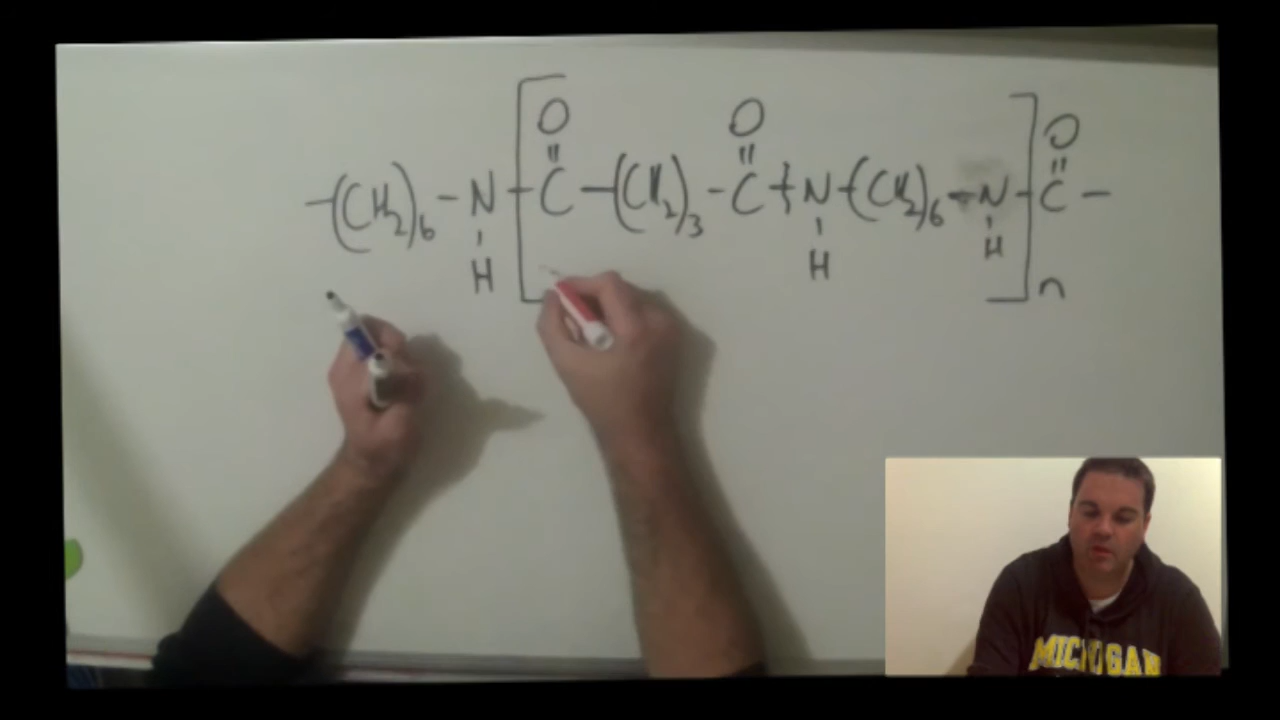 O O O
-(CH₂)₆-N-[C-(CH₂)₃-C-}N-(CH₂)₆-N-]C-
H H H n
MICHIGAN